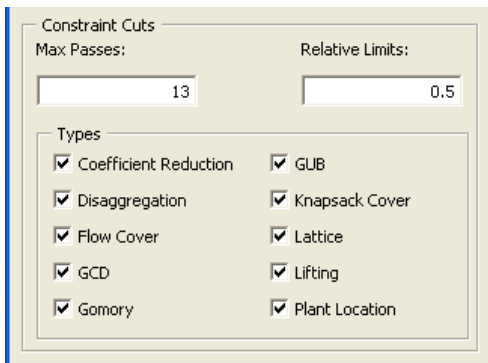 Constraint Cuts
Max Passes: Relative Limits:
13 0.5
Types
Coefficient Reduction GUB
Disaggregation Knapsack Cover
Flow Cover Lattice
GCD Lifting
Gomory Plant Location